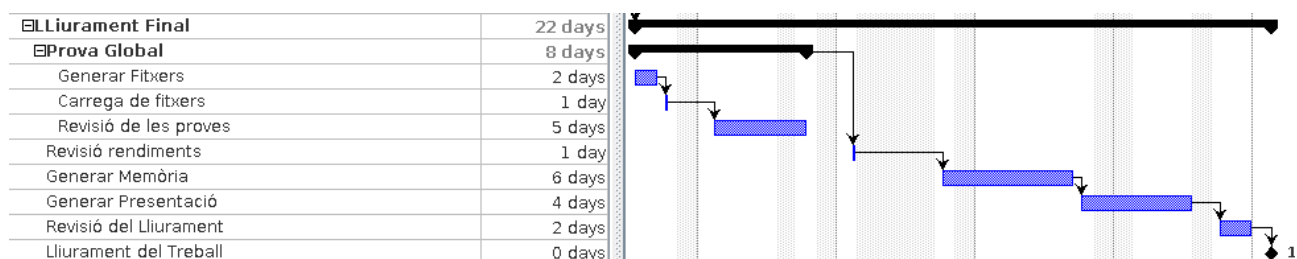 LLiurament Final 22 days
Prova Global 8 days
Generar Fitxers 2 days
Carrega de fitxers 1 day
Revisió de les proves 5 days
Revisió rendiments 1 day
Generar Memòria 6 days
Generar Presentació 4 days
Revisió del Lliurament 2 days
Lliurament del Treball 0 days 1